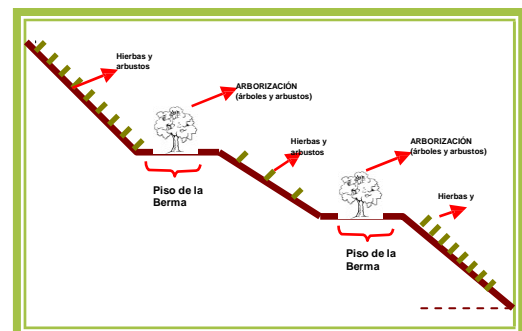 Hierbas y
arbustos
ARBORIZACIÓN
(árboles y arbustos)
Hierbas y
arbustos
ARBORIZACIÓN
(árboles y arbustos)
Piso de la
Berma
Hierbas y
Piso de la
Berma